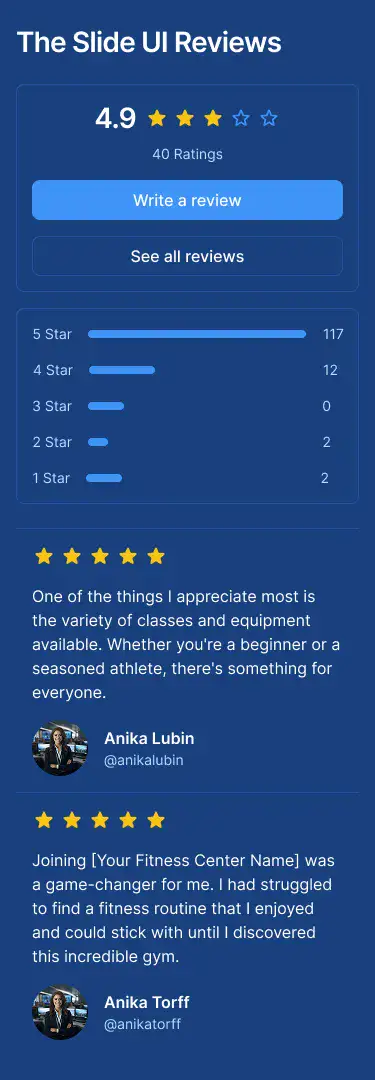 The Slide UI Reviews
4.9
40 Ratings
Write a review
See all reviews
5 Star 117
4 Star 12
3 Star 0
2 Star 2
1 Star 2
One of the things I appreciate most is
the variety of classes and equipment
available. Whether you're a beginner or a
seasoned athlete, there's something for
everyone.
Anika Lubin
@anikalubin
Joining [Your Fitness Center Name] was
a game-changer for me. I had struggled
to find a fitness routine that I enjoyed
and could stick with until I discovered
this incredible gym.
Anika Torff
@anikatorff